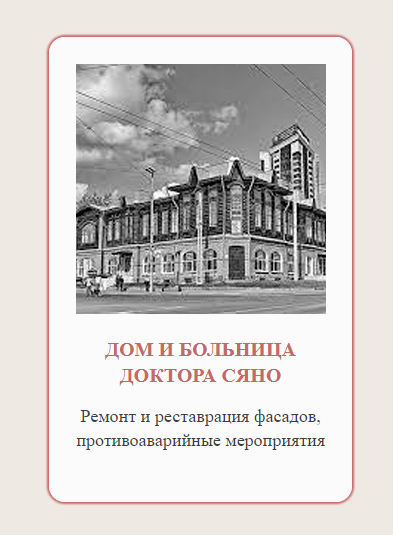 ДОМ И БОЛЬНИЦА
ДОКТОРА СЯНО
Ремонт и реставрация фасадов,
противоаварийные мероприятия